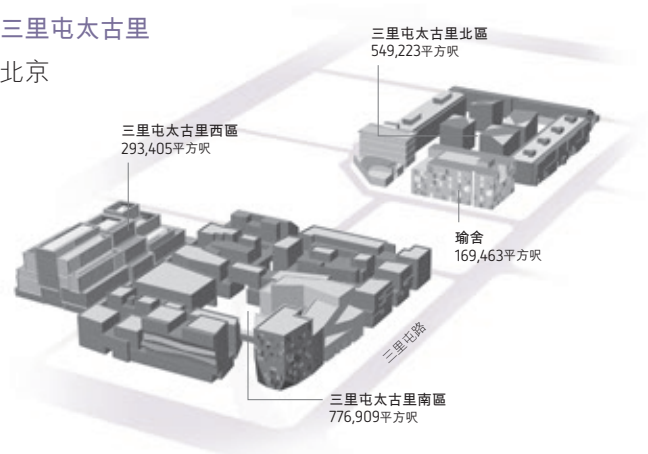 三里屯太古里
北京
三里屯太古里北區
549,223平方呎
三里屯太古里西區
293,405平方呎
瑜舍
169,463平方呎
三里屯路
三里屯太古里南區
776,909平方呎